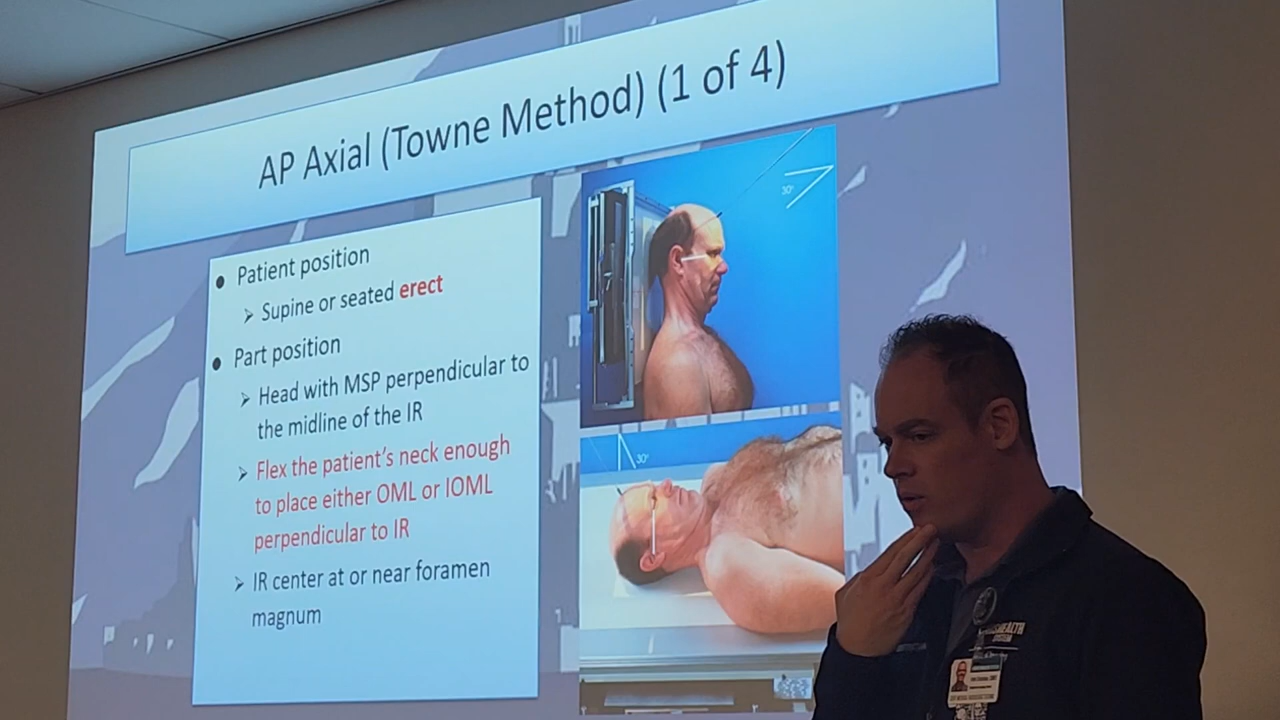 AP Axial (Towne Method) (1 of 4)
Patient position
Supine or seated erect
Part position
Head with MSP perpendicular to
the midline of the IR
Flex the patient's neck enough
to place either OML or IOML
perpendicular to IR
IR center at or near foramen
magnum
30°
30°
SYSTEM